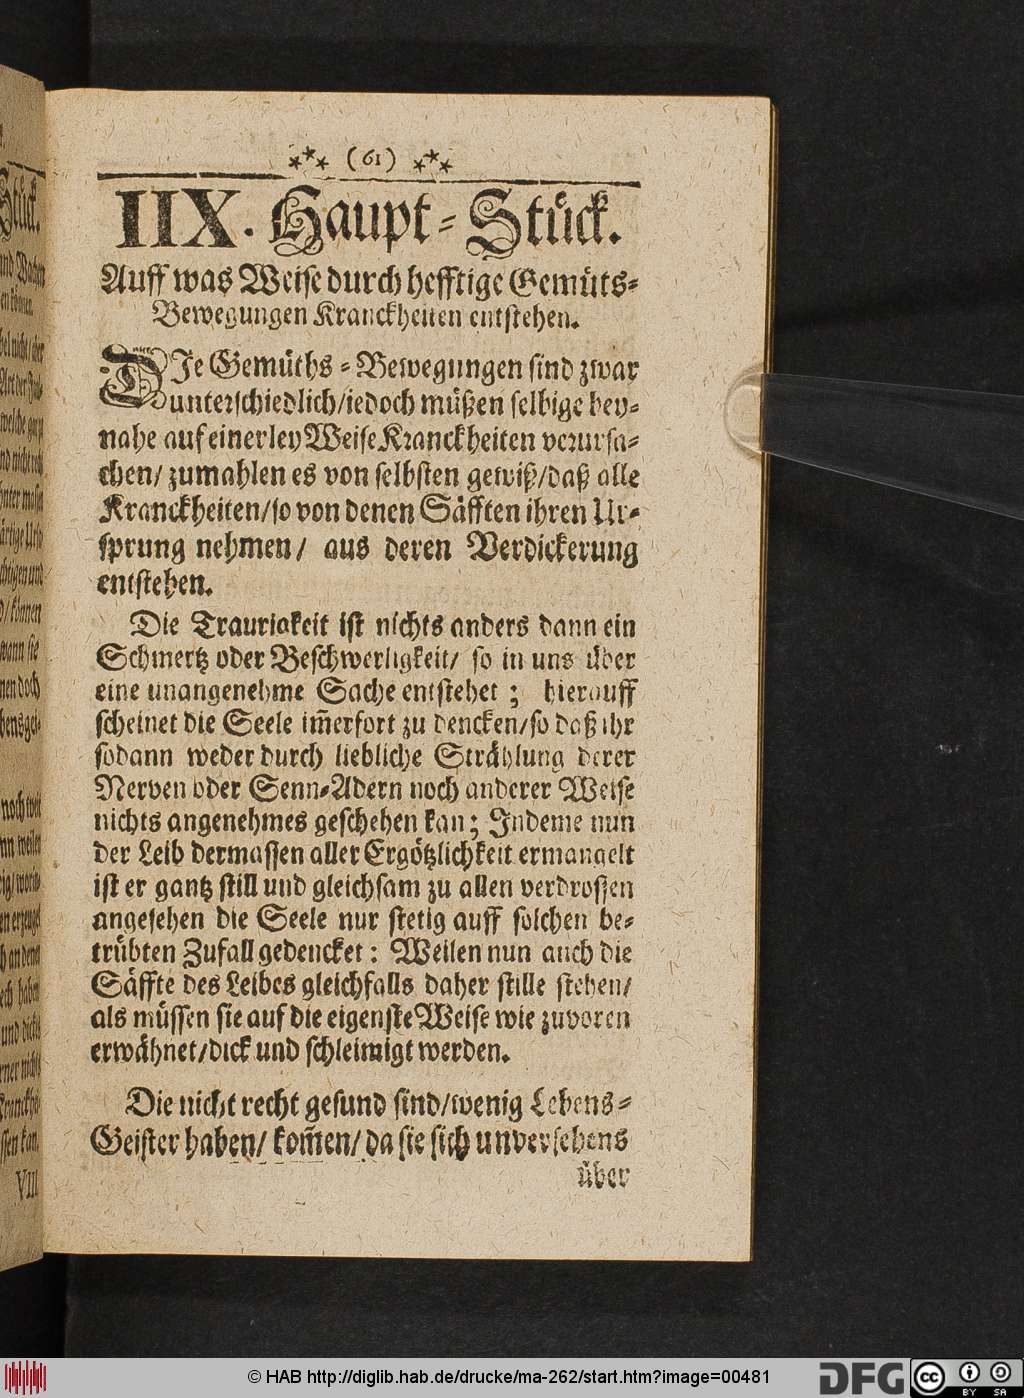 (61)
IIX. Haupt-Stück.
Auff was Weise durch hefftige Gemüts-
Bewegungen Kranckheiten entstehen.
DIe Gemüths-Bewegungen sind zwar
unterschiedlich/iedoch müßen selbige bey-
nahe auf einerley Weise Kranckheiten verursa-
chen/ zumahlen es von selbsten gewiß/daß alle
Kranckheiten/so von denen Säfften ihren Ur-
sprung nehmen/ aus deren Verdickerung
entstehen.
Die Traurigkeit ist nichts anders dann ein
Schmertz oder Beschwerligkeit/ so in uns über
eine unangenehme Sache entstehet; hierauff
scheinet die Seele im̃erfort zu dencken/so daß ihr
sodann weder durch liebliche Strählung derer
Nerven oder Senn-Adern noch anderer Weise
nichts angenehmes geschehen kan; Indeme nun
der Leib dermassen aller Ergötzlichkeit ermangelt
ist er gantz still und gleichsam zu allen verdroßen
angesehen die Seele nur stetig auff solchen be-
trübten Zufall gedencket: Weilen nun auch die
Säffte des Leibes gleichfalls daher stille stehen/
als müssen sie auf die eigenste Weise wie zuvoren
erwähnet/dick und schleimigt werden.
Die nicht recht gesund sind/wenig Lebens-
Geister haben/ kom̃en/ da sie sich unversehens
über
© HAB http://diglib.hab.de/drucke/ma-262/start.htm?image=00481
DFG
cc
BY SA